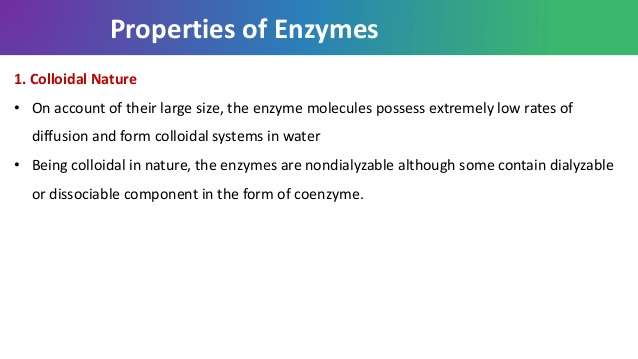 Properties of Enzymes
1. Colloidal Nature
• On account of their large size, the enzyme molecules possess extremely low rates of
diffusion and form colloidal systems in water
• Being colloidal in nature, the enzymes are nondialyzable although some contain dialyzable
or dissociable component in the form of coenzyme.